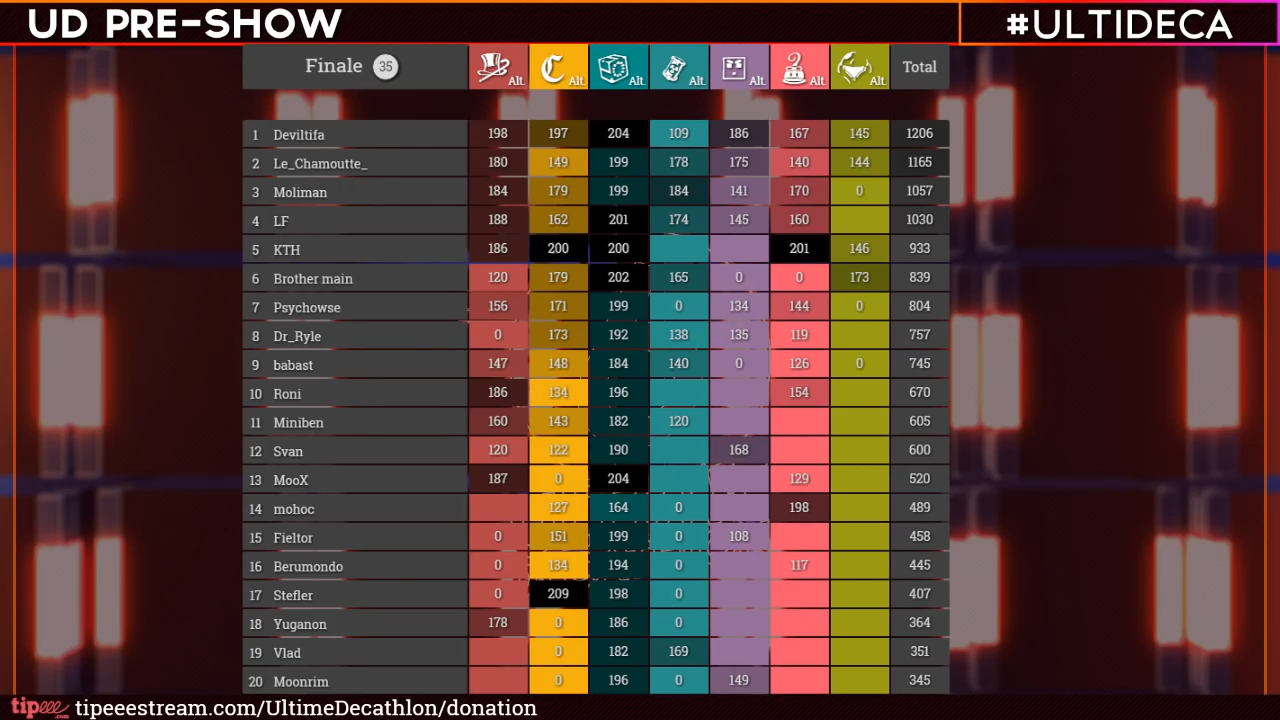 UD PRE-SHOW
#ULTIDECA
Finale 35 Alt. C Alt. Alt. Alt. Alt. Alt. Alt. Total
1 Deviltifa 198 197 204 109 186 167 145 1206
2 Le_Chamoutte_ 180 149 199 178 175 140 144 1165
3 Moliman 184 179 199 184 141 170 0 1057
4 LF 188 162 201 174 145 160 1030
5 KTH 186 200 200 201 146 933
6 Brother main 120 179 202 165 0 0 173 839
7 Psychowse 156 171 199 0 134 144 0 804
8 Dr_Ryle 0 173 192 138 135 119 757
9 babast 147 148 184 140 0 126 0 745
10 Roni 186 134 196 154 670
11 Miniben 160 143 182 120 605
12 Svan 120 122 190 168 600
13 MooX 187 0 204 129 520
14 mohoc 127 164 0 198 489
15 Fieltor 0 151 199 0 108 458
16 Berumondo 0 134 194 0 117 445
17 Stefler 0 209 198 0 407
18 Yuganon 178 0 186 0 364
19 Vlad 0 182 169 351
20 Moonrim 0 196 0 149 345
tipeee.com tipeeestream.com/UltimeDecathlon/donation